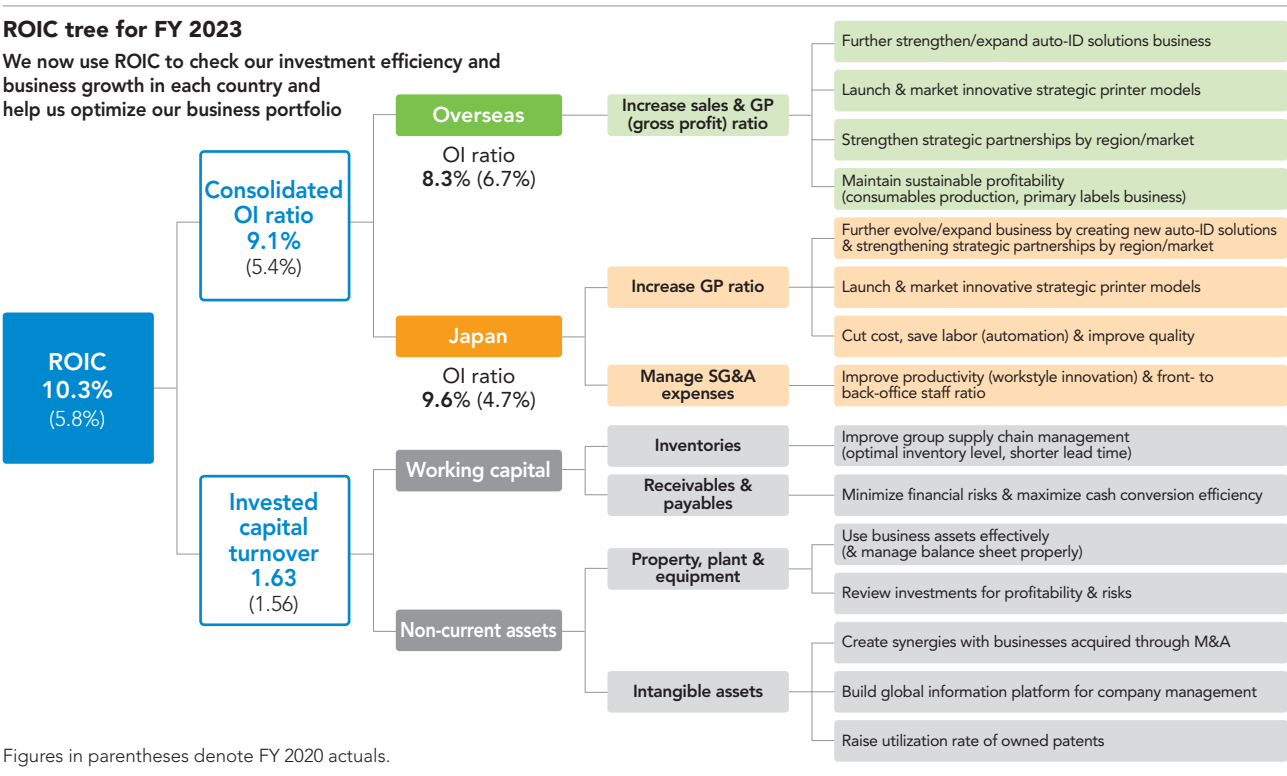 ROIC tree for FY 2023
We now use ROIC to check our investment efficiency and
business growth in each country and
help us optimize our business portfolio
ROIC
10.3%
(5.8%)
Consolidated
OI ratio
9.1%
(5.4%)
Overseas
OI ratio
8.3% (6.7%)
Increase sales & GP
(gross profit) ratio
Further strengthen/expand auto-ID solutions business
Launch & market innovative strategic printer models
Strengthen strategic partnerships by region/market
Maintain sustainable profitability
(consumables production, primary labels business)
Japan
OI ratio
9.6% (4.7%)
Increase GP ratio
Further evolve/expand business by creating new auto-ID solutions
& strengthening strategic partnerships by region/market
Launch & market innovative strategic printer models
Cut cost, save labor (automation) & improve quality
Manage SG&A
expenses
Improve productivity (workstyle innovation) & front- to
back-office staff ratio
Invested
capital
turnover
1.63
(1.56)
Working capital
Inventories
Improve group supply chain management
(optimal inventory level, shorter lead time)
Receivables &
payables
Minimize financial risks & maximize cash conversion efficiency
Non-current assets
Property, plant &
equipment
Use business assets effectively
(& manage balance sheet properly)
Review investments for profitability & risks
Intangible assets
Create synergies with businesses acquired through M&A
Build global information platform for company management
Raise utilization rate of owned patents
Figures in parentheses denote FY 2020 actuals.